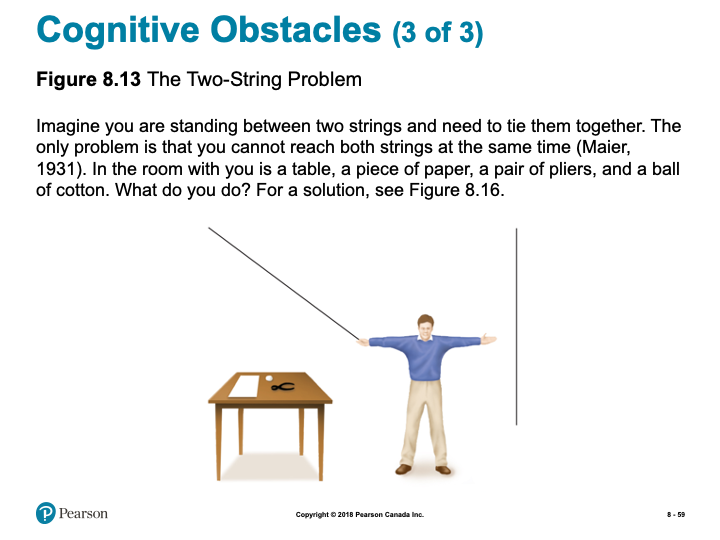 Cognitive Obstacles (3 of 3)
Figure 8.13 The Two-String Problem
Imagine you are standing between two strings and need to tie them together. The
only problem is that you cannot reach both strings at the same time (Maier,
1931). In the room with you is a table, a piece of paper, a pair of pliers, and a ball
of cotton. What do you do? For a solution, see Figure 8.16.
P Pearson
Copyright © 2018 Pearson Canada Inc.
8 - 59